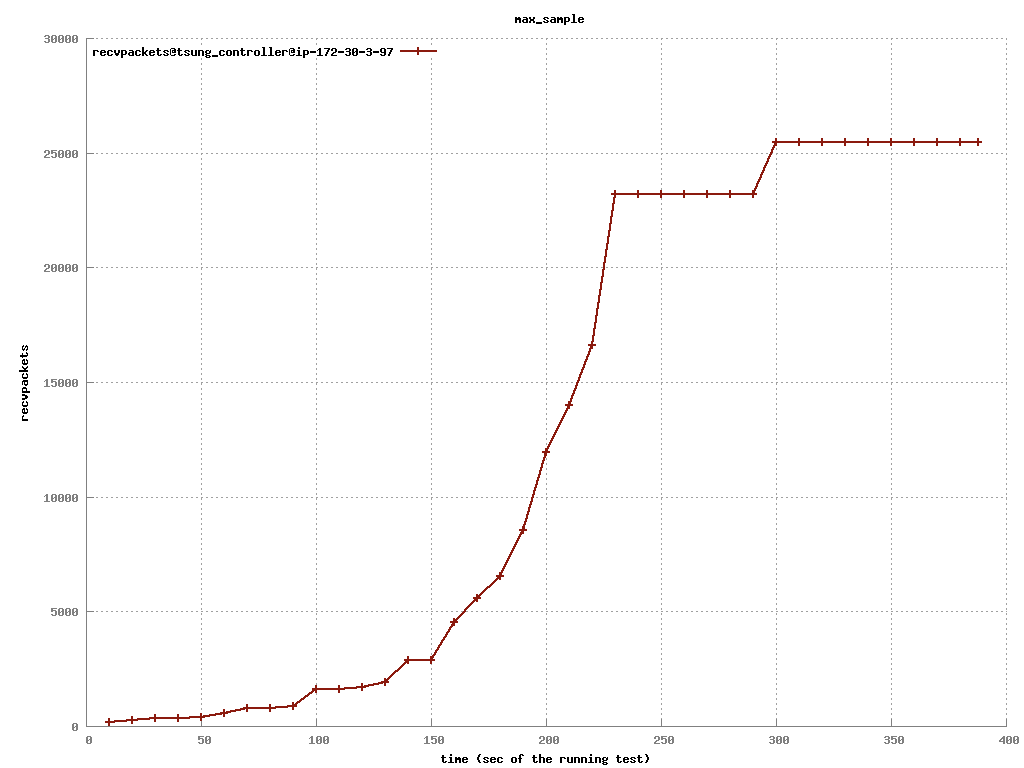 max_sample
30000
recvpackets@tsung_controller@ip-172-30-3-97
25000
20000
recvpackets
15000
10000
5000
0
0 50 100 150 200 250 300 350 400
time (sec of the running test)